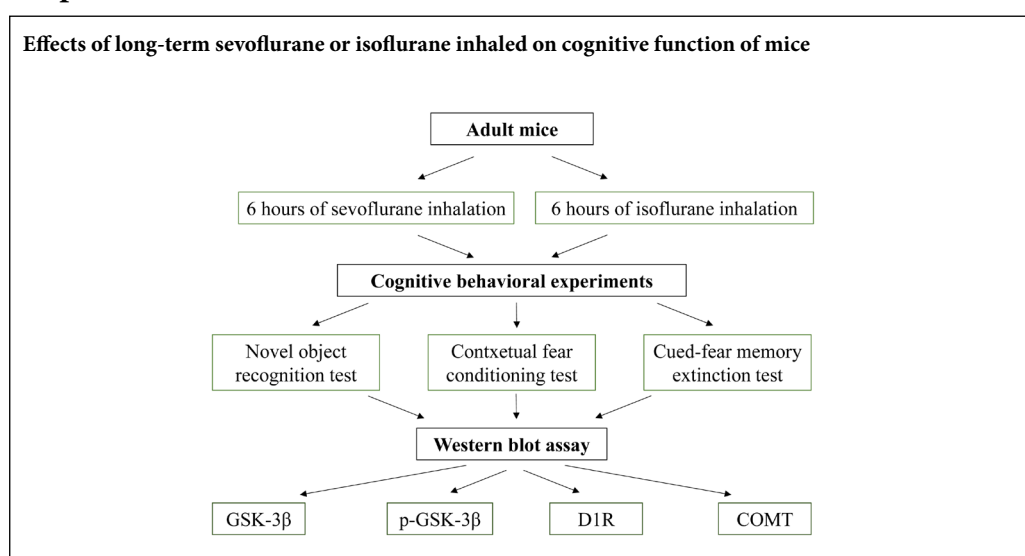 Effects of long-term sevoflurane or isoflurane inhaled on cognitive function of mice
Adult mice
6 hours of sevoflurane inhalation
6 hours of isoflurane inhalation
Cognitive behavioral experiments
Novel object
recognition test
Contxetual fear
conditioning test
Cued-fear memory
extinction test
Western blot assay
GSK-3β
p-GSK-3β
D1R
COMT